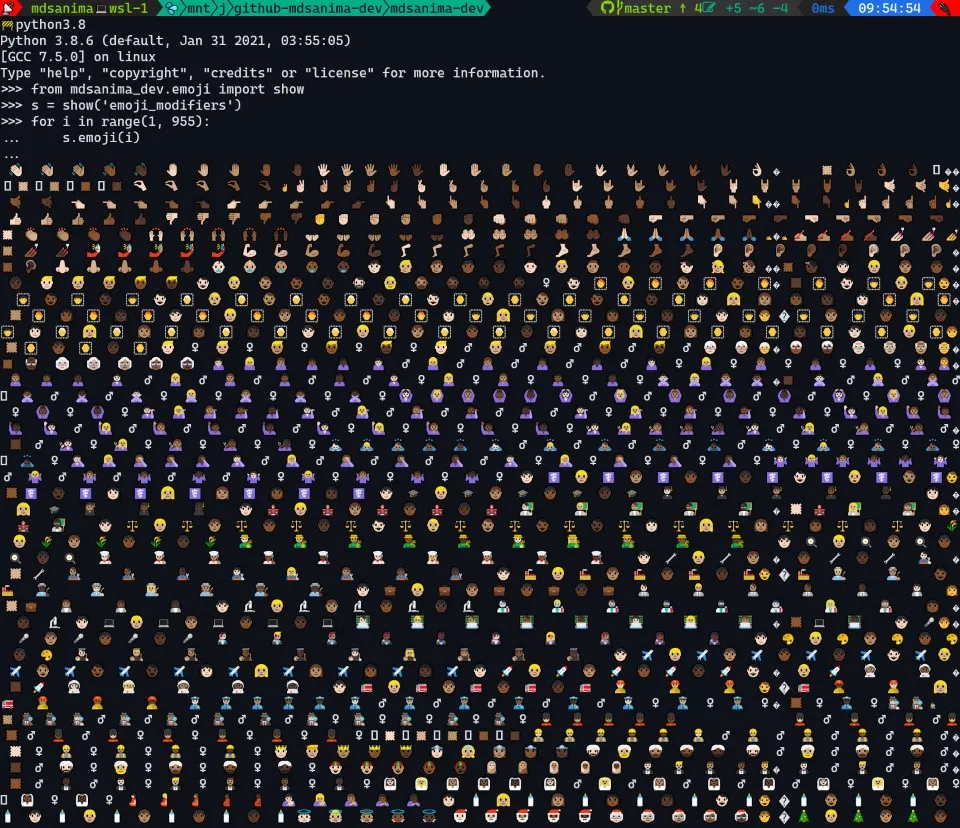 mdsanima wsl-1 mnt j github-mdsanima-dev mdsanima-dev master ↑ 4 +5 ~6 -4 0ms 09:54:54
python3.8
Python 3.8.6 (default, Jan 31 2021, 03:55:05)
[GCC 7.5.0] on linux
Type "help", "copyright", "credits" or "license" for more information.
>>> from mdsanima_dev.emoji import show
>>> s = show('emoji_modifiers')
>>> for i in range(1, 955):
...     s.emoji(i)
...